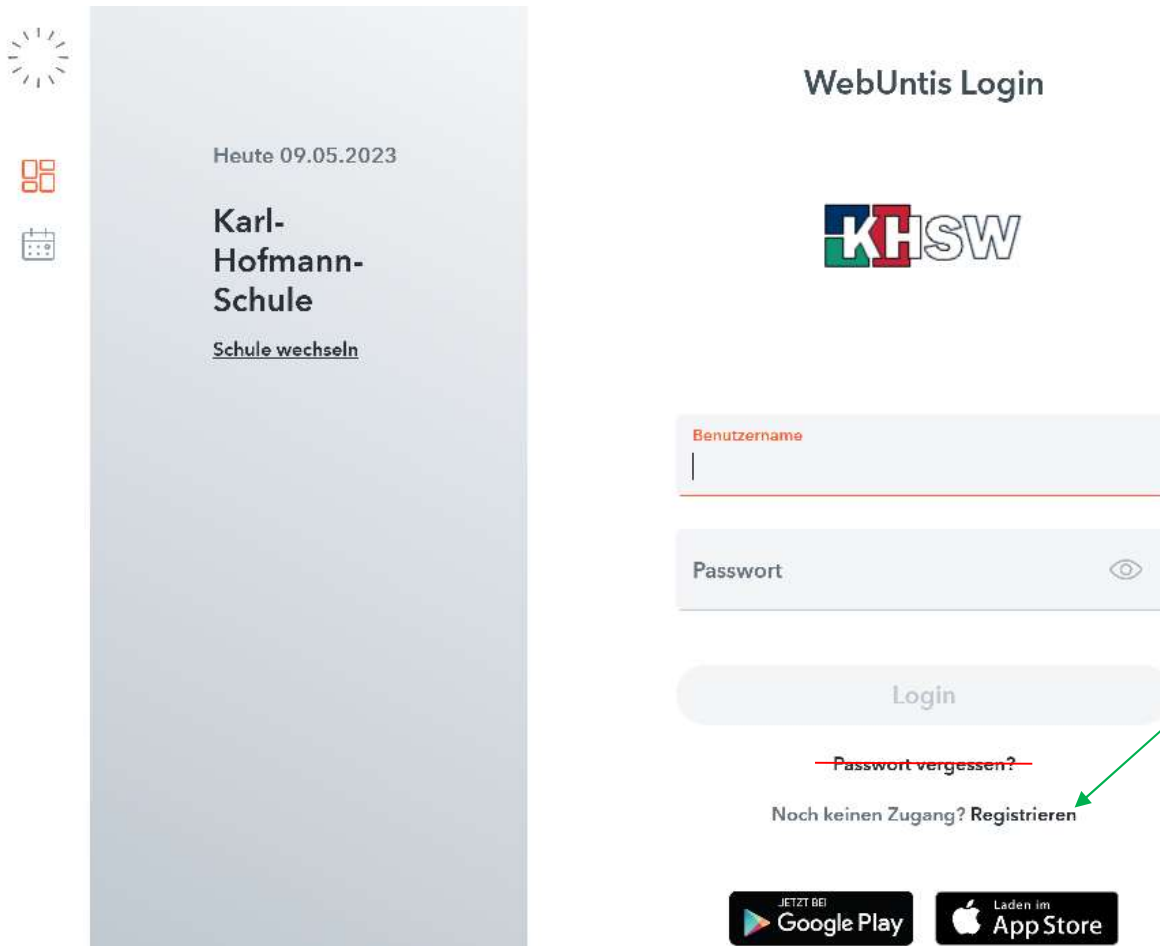 Heute 09.05.2023
Karl-
Hofmann-
Schule
Schule wechseln
WebUntis Login
KHSW
Benutzername
Passwort
Login
Passwort vergessen?
Noch keinen Zugang? Registrieren
JETZT BEI
Google Play
Laden im
App Store